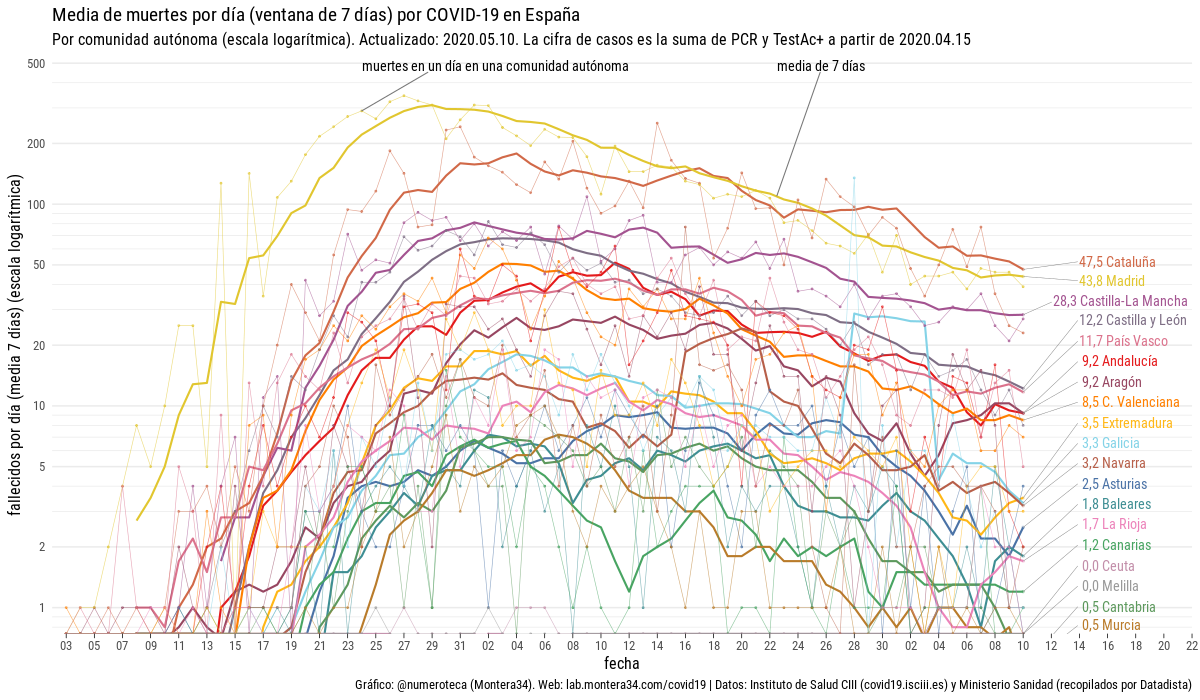 Media de muertes por día (ventana de 7 días) por COVID-19 en España
Por comunidad autónoma (escala logarítmica). Actualizado: 2020.05.10. La cifra de casos es la suma de PCR y TestAc+ a partir de 2020.04.15
muertes en un día en una comunidad autónoma
media de 7 días
fallecidos por día (media 7 días) (escala logarítmica)
500
200
100
50
20
10
5
2
1
47,5 Cataluña
43,8 Madrid
28,3 Castilla-La Mancha
12,2 Castilla y León
11,7 País Vasco
9,2 Andalucía
9,2 Aragón
8,5 C. Valenciana
3,5 Extremadura
3,3 Galicia
3,2 Navarra
2,5 Asturias
1,8 Baleares
1,7 La Rioja
1,2 Canarias
0,0 Ceuta
0,0 Melilla
0,5 Cantabria
0,5 Murcia
03 05 07 09 11 13 15 17 19 21 23 25 27 29 31 02 04 06 08 10 12 14 16 18 20 22 24 26 28 30 02 04 06 08 10 12 14 16 18 20 22
fecha
Gráfico: @numeroteca (Montera34). Web: lab.montera34.com/covid19 | Datos: Instituto de Salud CIII (covid19.isciii.es) y Ministerio Sanidad (recopilados por Datadista)